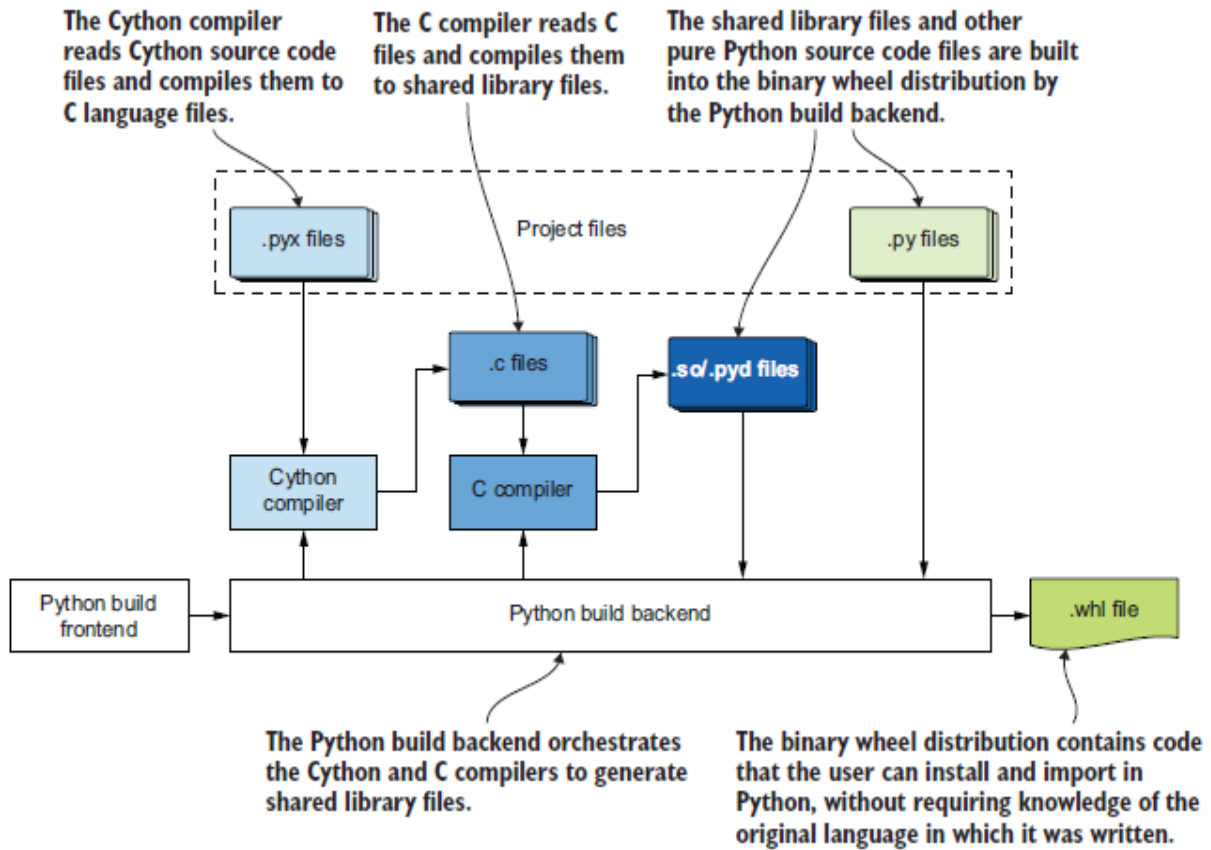 The Cython compiler
reads Cython source code
files and compiles them to
C language files.
The C compiler reads C
files and compiles them
to shared library files.
The shared library files and other
pure Python source code files are built
into the binary wheel distribution by
the Python build backend.
.pyx files
Project files
.py files
.c files
.so/.pyd files
Cython
compiler
C compiler
Python build
frontend
Python build backend
.whl file
The Python build backend orchestrates
the Cython and C compilers to generate
shared library files.
The binary wheel distribution contains code
that the user can install and import in
Python, without requiring knowledge of the
original language in which it was written.